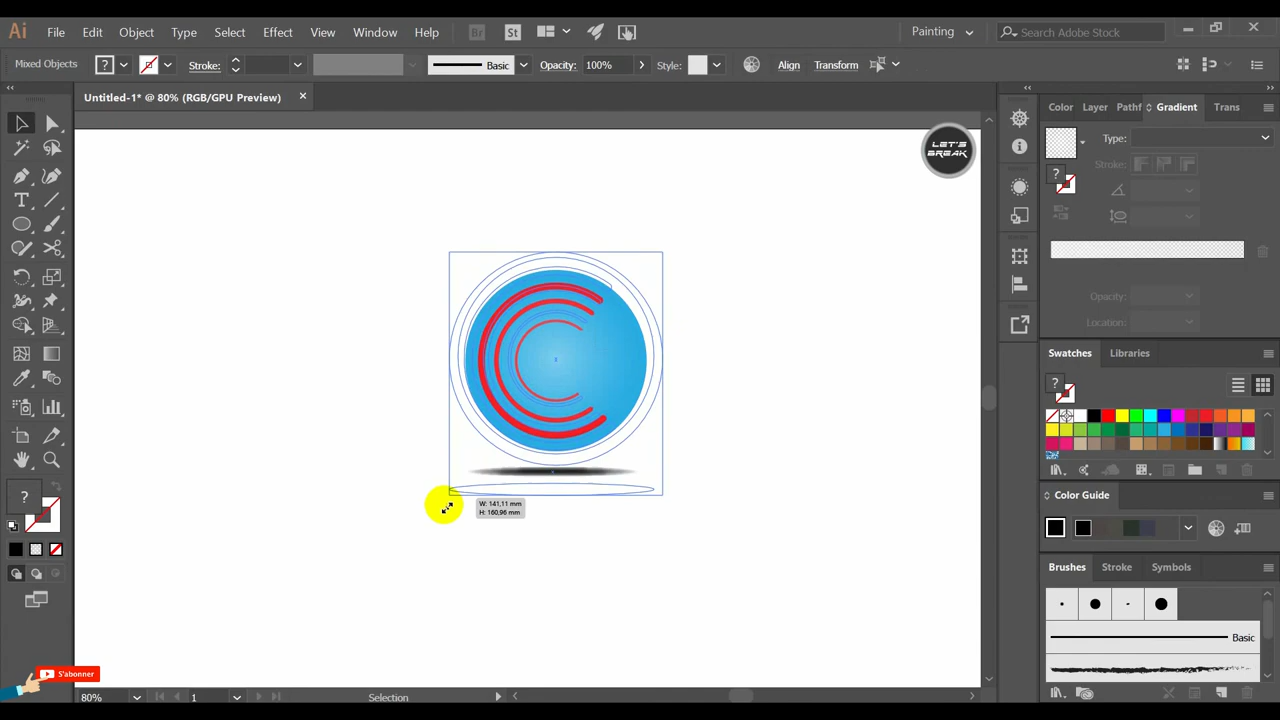 Ai File Edit Object Type Select Effect View Window Help Br St Painting Search Adobe Stock
Mixed Objects ? Stroke: Basic Opacity: 100% Style: Align Transform
Untitled-1* @ 80% (RGB/GPU Preview)
Color Layer Pathf Gradient Trans
Type:
LET'S
BREAK
Stroke:
?
Opacity:
Location:
Swatches Libraries
?
W: 141,11 mm
H: 160,96 mm
?
Color Guide
Brushes Stroke Symbols
Basic
S'abonner
80% 1 Selection